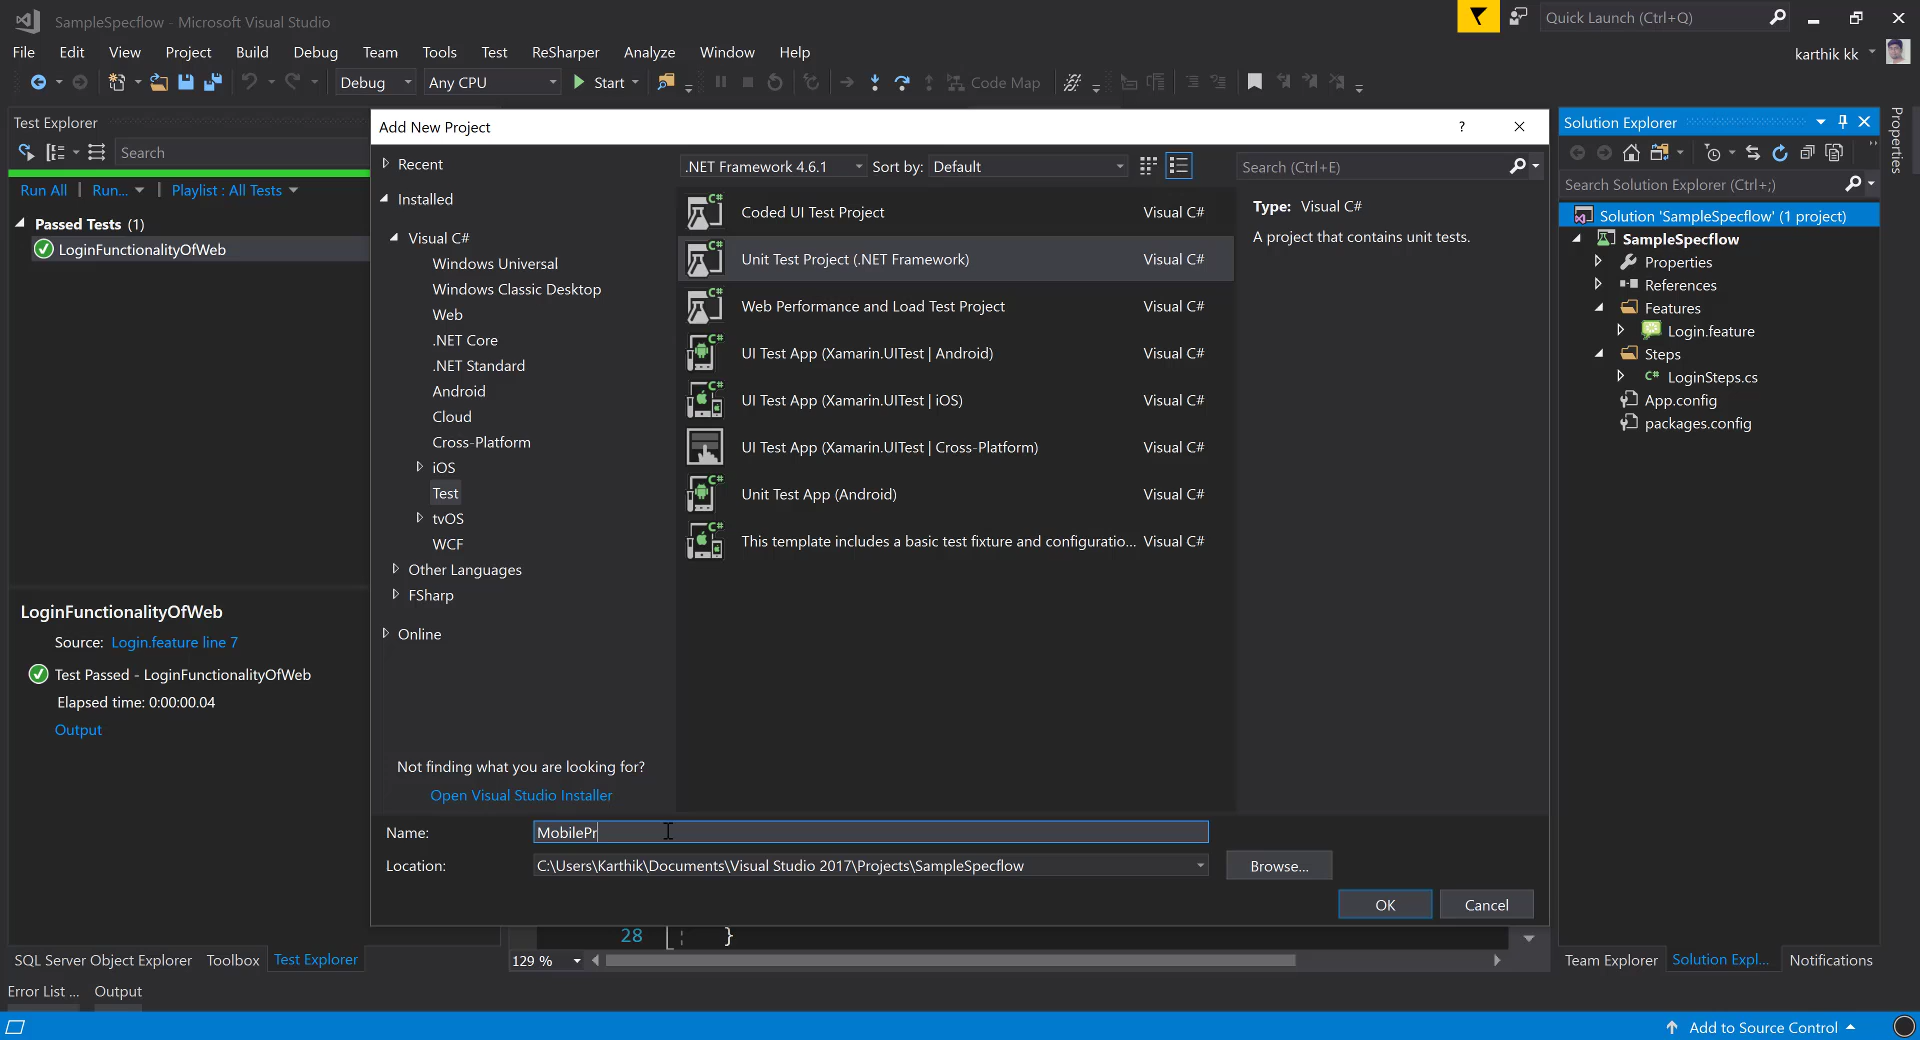 SampleSpecflow - Microsoft Visual Studio
Quick Launch (Ctrl+Q)
File Edit View Project Build Debug Team Tools Test ReSharper Analyze Window Help
karthik kk
Debug Any CPU Start Code Map
Test Explorer
Search
Run All Run... Playlist : All Tests
Passed Tests (1)
LoginFunctionalityOfWeb
LoginFunctionalityOfWeb
Source: Login.feature line 7
Test Passed - LoginFunctionalityOfWeb
Elapsed time: 0:00:00.04
Output
Add New Project
?
Recent
.NET Framework 4.6.1 Sort by: Default
Search (Ctrl+E)
Installed
Visual C#
Windows Universal
Windows Classic Desktop
Web
.NET Core
.NET Standard
Android
Cloud
Cross-Platform
iOS
Test
tvOS
WCF
Other Languages
FSharp
Online
Not finding what you are looking for?
Open Visual Studio Installer
Coded UI Test Project Visual C#
Unit Test Project (.NET Framework) Visual C#
Web Performance and Load Test Project Visual C#
UI Test App (Xamarin.UITest | Android) Visual C#
UI Test App (Xamarin.UITest | iOS) Visual C#
UI Test App (Xamarin.UITest | Cross-Platform) Visual C#
Unit Test App (Android) Visual C#
This template includes a basic test fixture and configuratio... Visual C#
Type: Visual C#
A project that contains unit tests.
Name: MobilePr
Location: C:\Users\Karthik\Documents\Visual Studio 2017\Projects\SampleSpecflow
Browse...
OK Cancel
28 }
129 %
Solution Explorer
Search Solution Explorer (Ctrl+;)
Solution 'SampleSpecflow' (1 project)
SampleSpecflow
Properties
References
Features
Login.feature
Steps
C# LoginSteps.cs
App.config
packages.config
Properties
SQL Server Object Explorer Toolbox Test Explorer
Team Explorer Solution Expl... Notifications
Error List ... Output
Add to Source Control